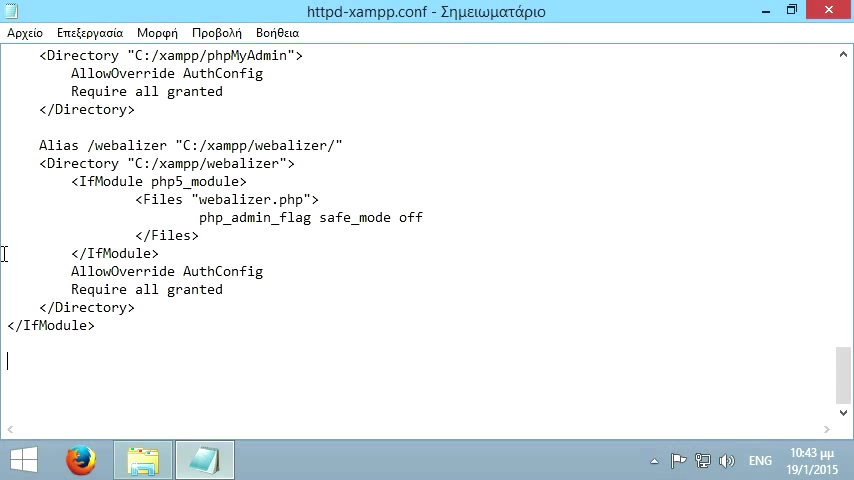 httpd-xampp.conf - Σημειωματάριο
Αρχείο Επεξεργασία Μορφή Προβολή Βοήθεια
<Directory "C:/xampp/phpMyAdmin">
AllowOverride AuthConfig
Require all granted
</Directory>
Alias /webalizer "C:/xampp/webalizer/"
<Directory "C:/xampp/webalizer">
<IfModule php5_module>
<Files "webalizer.php">
php_admin_flag safe_mode off
</Files>
</IfModule>
AllowOverride AuthConfig
Require all granted
</Directory>
</IfModule>
ENG
10:43 μμ
19/1/2015